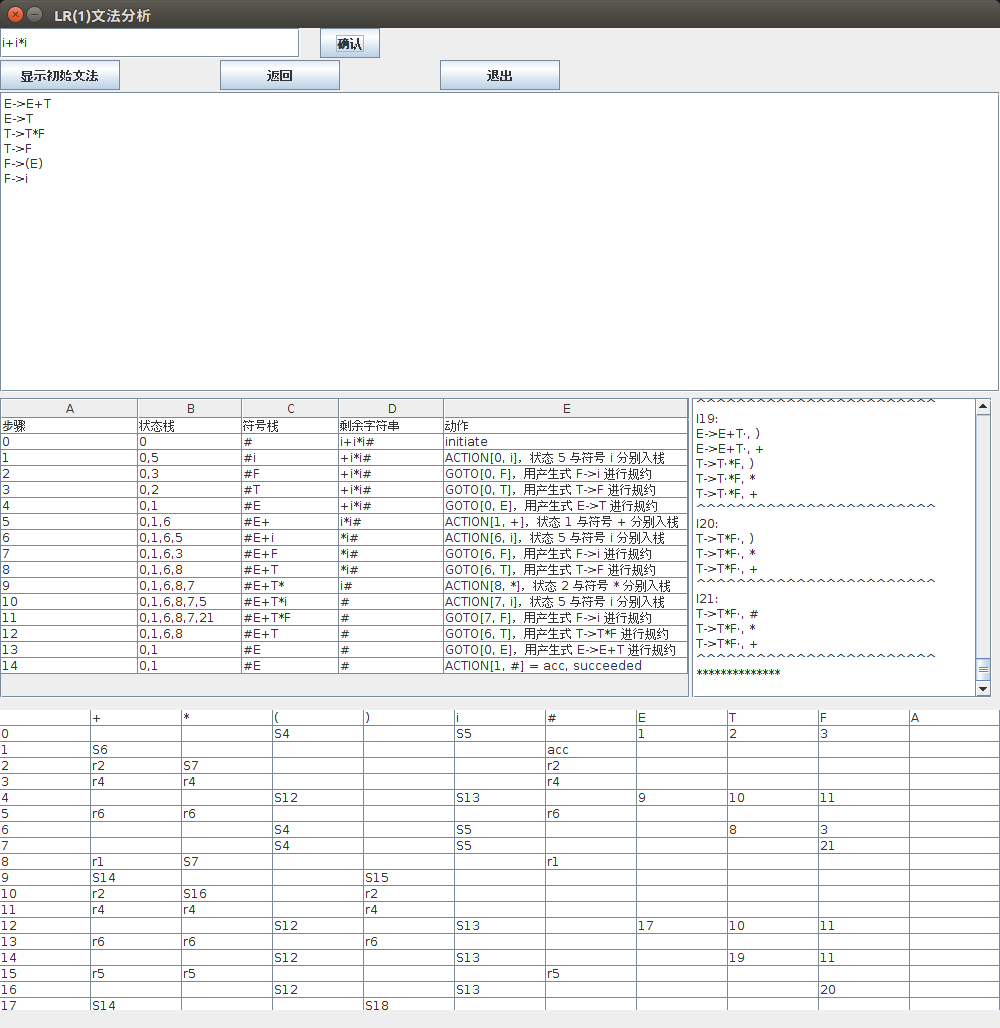 LR(1)文法分析
i+i*i 确认
显示初始文法 返回 退出
E->E+T
E->T
T->T*F
T->F
F->(E)
F->i
A B C D E
步骤 状态栈 符号栈 剩余字符串 动作
0 0 # i+i*i# initiate
1 0,5 #i +i*i# ACTION[0, i]，状态 5 与符号 i 分别入栈
2 0,3 #F +i*i# GOTO[0, F]，用产生式 F->i 进行规约
3 0,2 #T +i*i# GOTO[0, T]，用产生式 T->F 进行规约
4 0,1 #E +i*i# GOTO[0, E]，用产生式 E->T 进行规约
5 0,1,6 #E+ i*i# ACTION[1, +]，状态 1 与符号 + 分别入栈
6 0,1,6,5 #E+i *i# ACTION[6, i]，状态 5 与符号 i 分别入栈
7 0,1,6,3 #E+F *i# GOTO[6, F]，用产生式 F->i 进行规约
8 0,1,6,8 #E+T *i# GOTO[6, T]，用产生式 T->F 进行规约
9 0,1,6,8,7 #E+T* i# ACTION[8, *]，状态 2 与符号 * 分别入栈
10 0,1,6,8,7,5 #E+T*i # ACTION[7, i]，状态 5 与符号 i 分别入栈
11 0,1,6,8,7,21 #E+T*F # GOTO[7, F]，用产生式 F->i 进行规约
12 0,1,6,8 #E+T # GOTO[6, T]，用产生式 T->T*F 进行规约
13 0,1 #E # GOTO[0, E]，用产生式 E->E+T 进行规约
14 0,1 #E # ACTION[1, #] = acc, succeeded
^^^^^^^^^^^^^^^^^^^^^^^^
I19:
E->E+T·, )
E->E+T·, +
T->T·*F, )
T->T·*F, *
T->T·*F, +
^^^^^^^^^^^^^^^^^^^^^^^^
I20:
T->T*F·, )
T->T*F·, *
T->T*F·, +
^^^^^^^^^^^^^^^^^^^^^^^^
I21:
T->T*F·, #
T->T*F·, *
T->T*F·, +
^^^^^^^^^^^^^^^^^^^^^^^^
**************
+ * ( ) i # E T F A
0 S4 S5 1 2 3
1 S6 acc
2 r2 S7 r2
3 r4 r4 r4
4 S12 S13 9 10 11
5 r6 r6 r6
6 S4 S5 8 3
7 S4 S5 21
8 r1 S7 r1
9 S14 S15
10 r2 S16 r2
11 r4 r4 r4
12 S12 S13 17 10 11
13 r6 r6 r6
14 S12 S13 19 11
15 r5 r5 r5
16 S12 S13 20
17 S14 S18